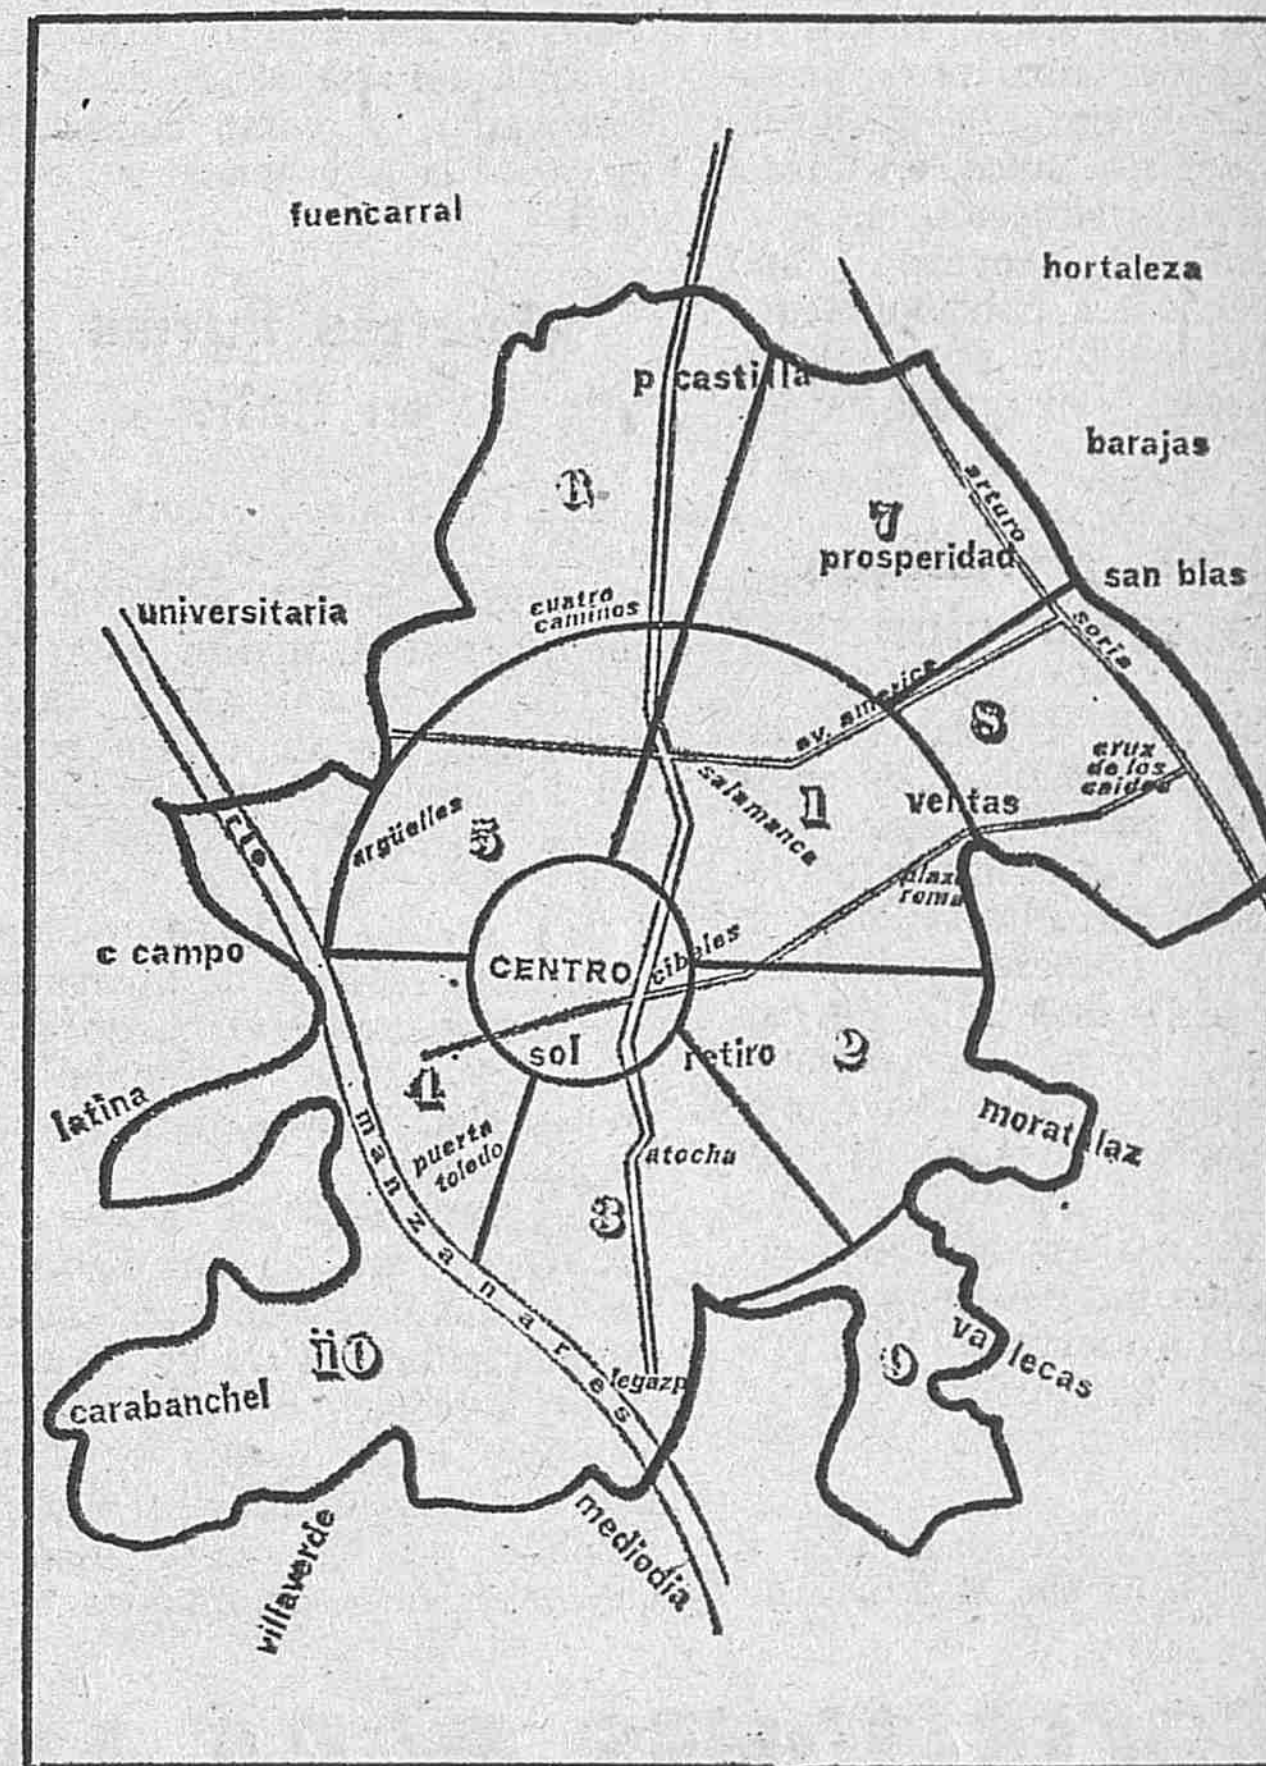 fuencarral
hortaleza
p castilla
barajas
arturo
7
prosperidad
san blas
cuatro
caminos
universitaria
soria
av. america
8
crux
de los
caidos
salamanca
1
ventas
argüelles
5
rio
plaza
roma
c campo
CENTRO
cibeles
sol
retiro
2
4
latina
manzanares
puerta
toledo
atocha
moratalaz
3
10
carabanchel
legazpi
9
vallecas
villaverde
mediodia